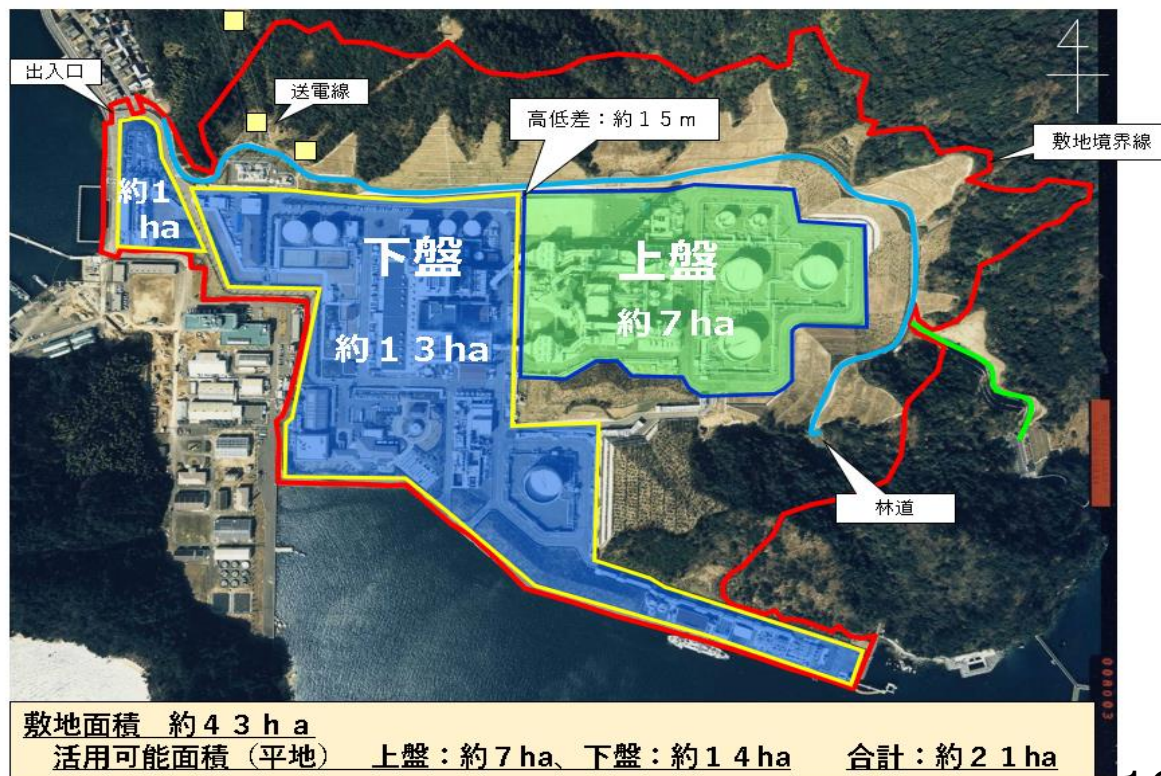 出入口
送電線
高低差：約１５ｍ
敷地境界線
約１
ha
下盤
上盤
約１３ha
約７ha
林道
008003
敷地面積　約４３ｈａ
活用可能面積（平地）　上盤：約７ha、下盤：約１４ha　合計：約２１ha